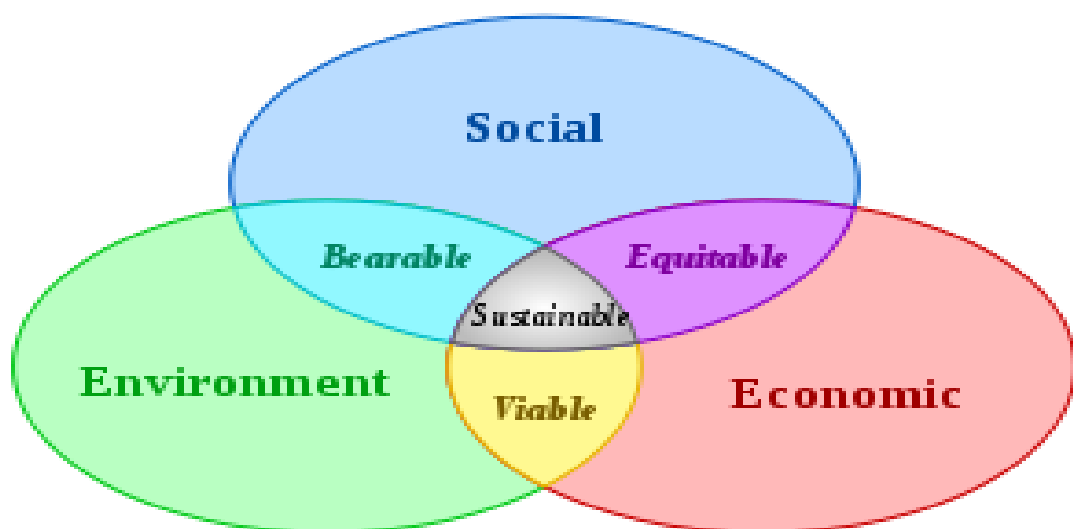 Social
Bearable
Equitable
Sustainable
Environment
Economic
Viable